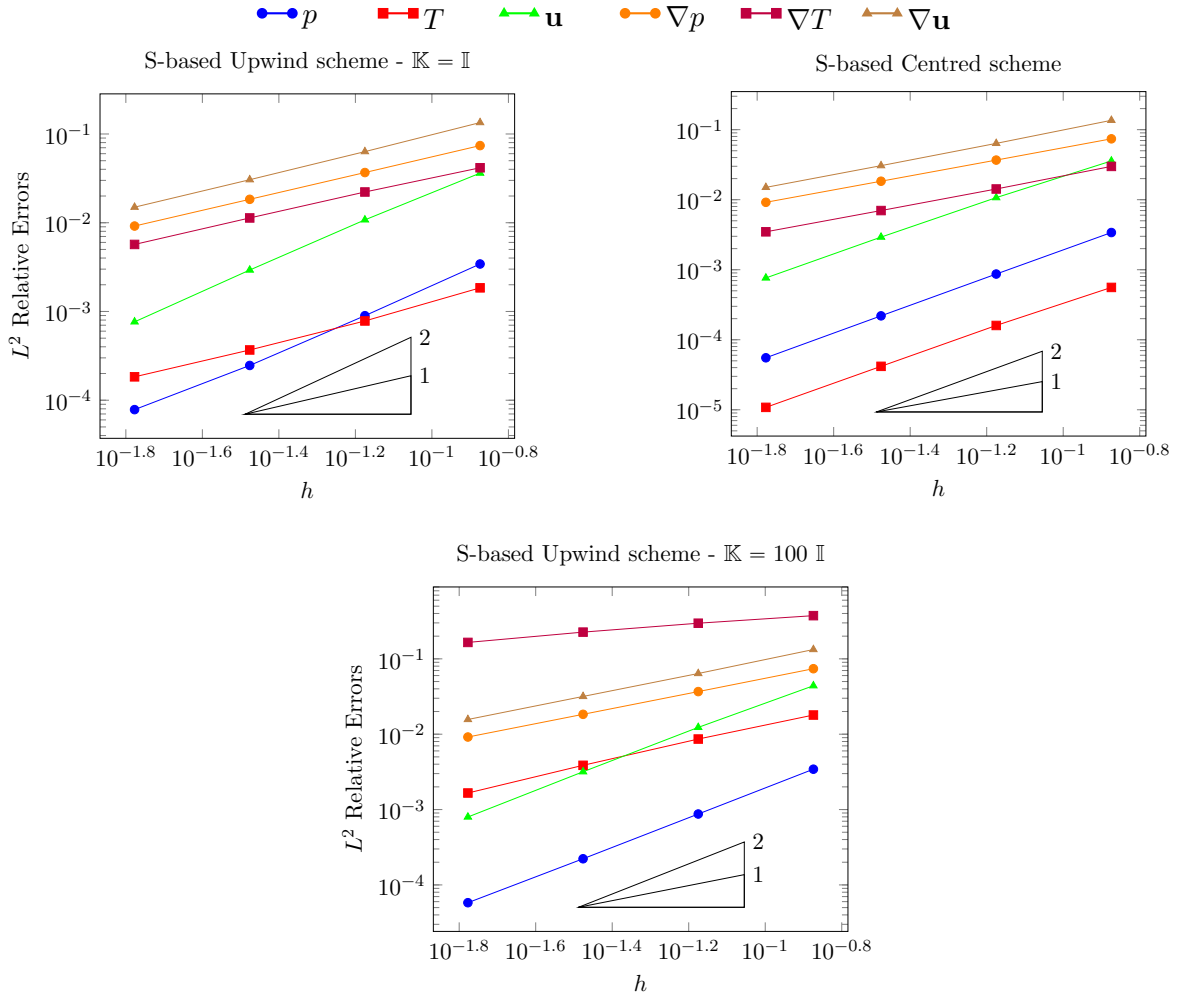 p T u ∇p ∇T ∇u
S-based Upwind scheme - 𝕂 = 𝕀
10^−1
10^−2
10^−3
10^−4
L^2 Relative Errors
2
1
10^−1.8 10^−1.6 10^−1.4 10^−1.2 10^−1 10^−0.8
h
S-based Centred scheme
10^−1
10^−2
10^−3
10^−4
10^−5
2
1
10^−1.8 10^−1.6 10^−1.4 10^−1.2 10^−1 10^−0.8
h
S-based Upwind scheme - 𝕂 = 100 𝕀
10^−1
10^−2
10^−3
10^−4
L^2 Relative Errors
2
1
10^−1.8 10^−1.6 10^−1.4 10^−1.2 10^−1 10^−0.8
h